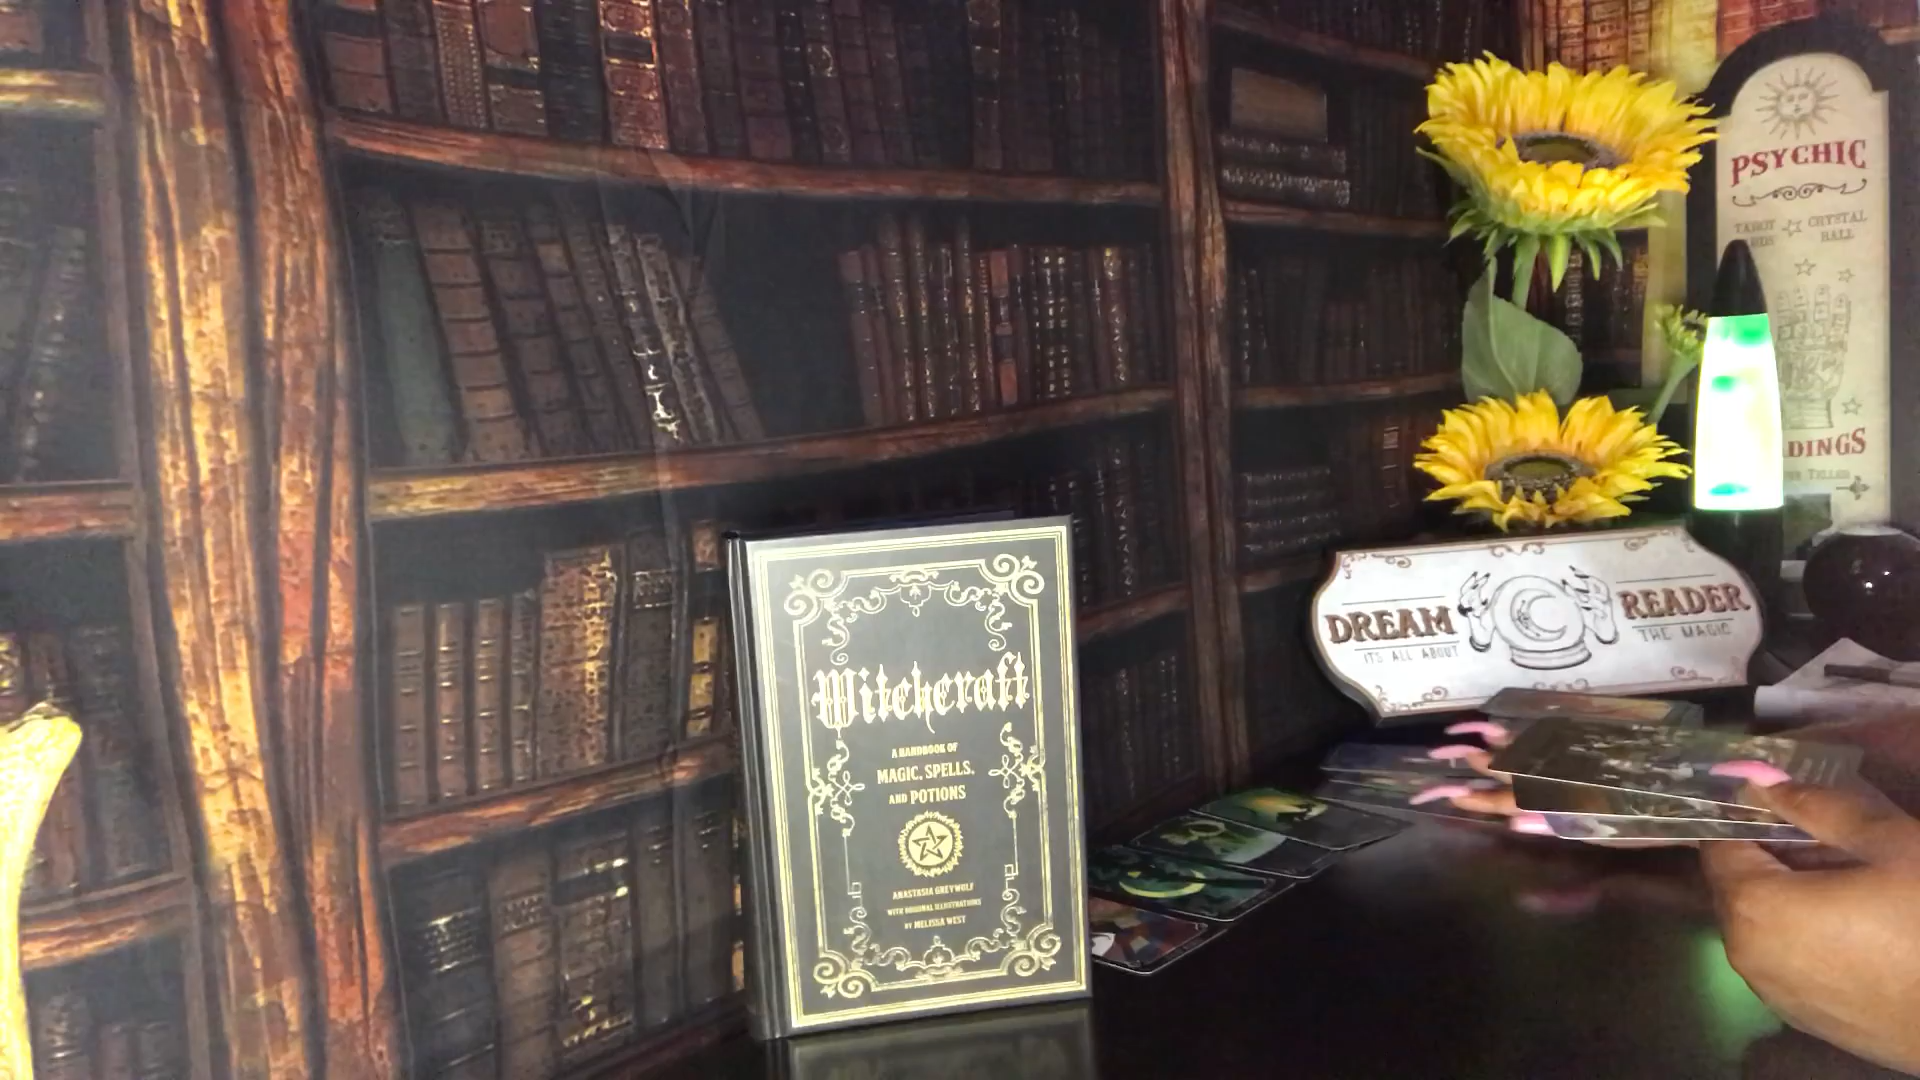 PSYCHIC
TAROT CRYSTAL
BALL
DREAM READER
IT'S ALL ABOUT THE MAGIC
Witchcraft
A HANDBOOK OF
MAGIC, SPELLS,
AND POTIONS
ANASTASIA GREYWOLF
WITH ORIGINAL ILLUSTRATIONS
BY MELISSA WEST